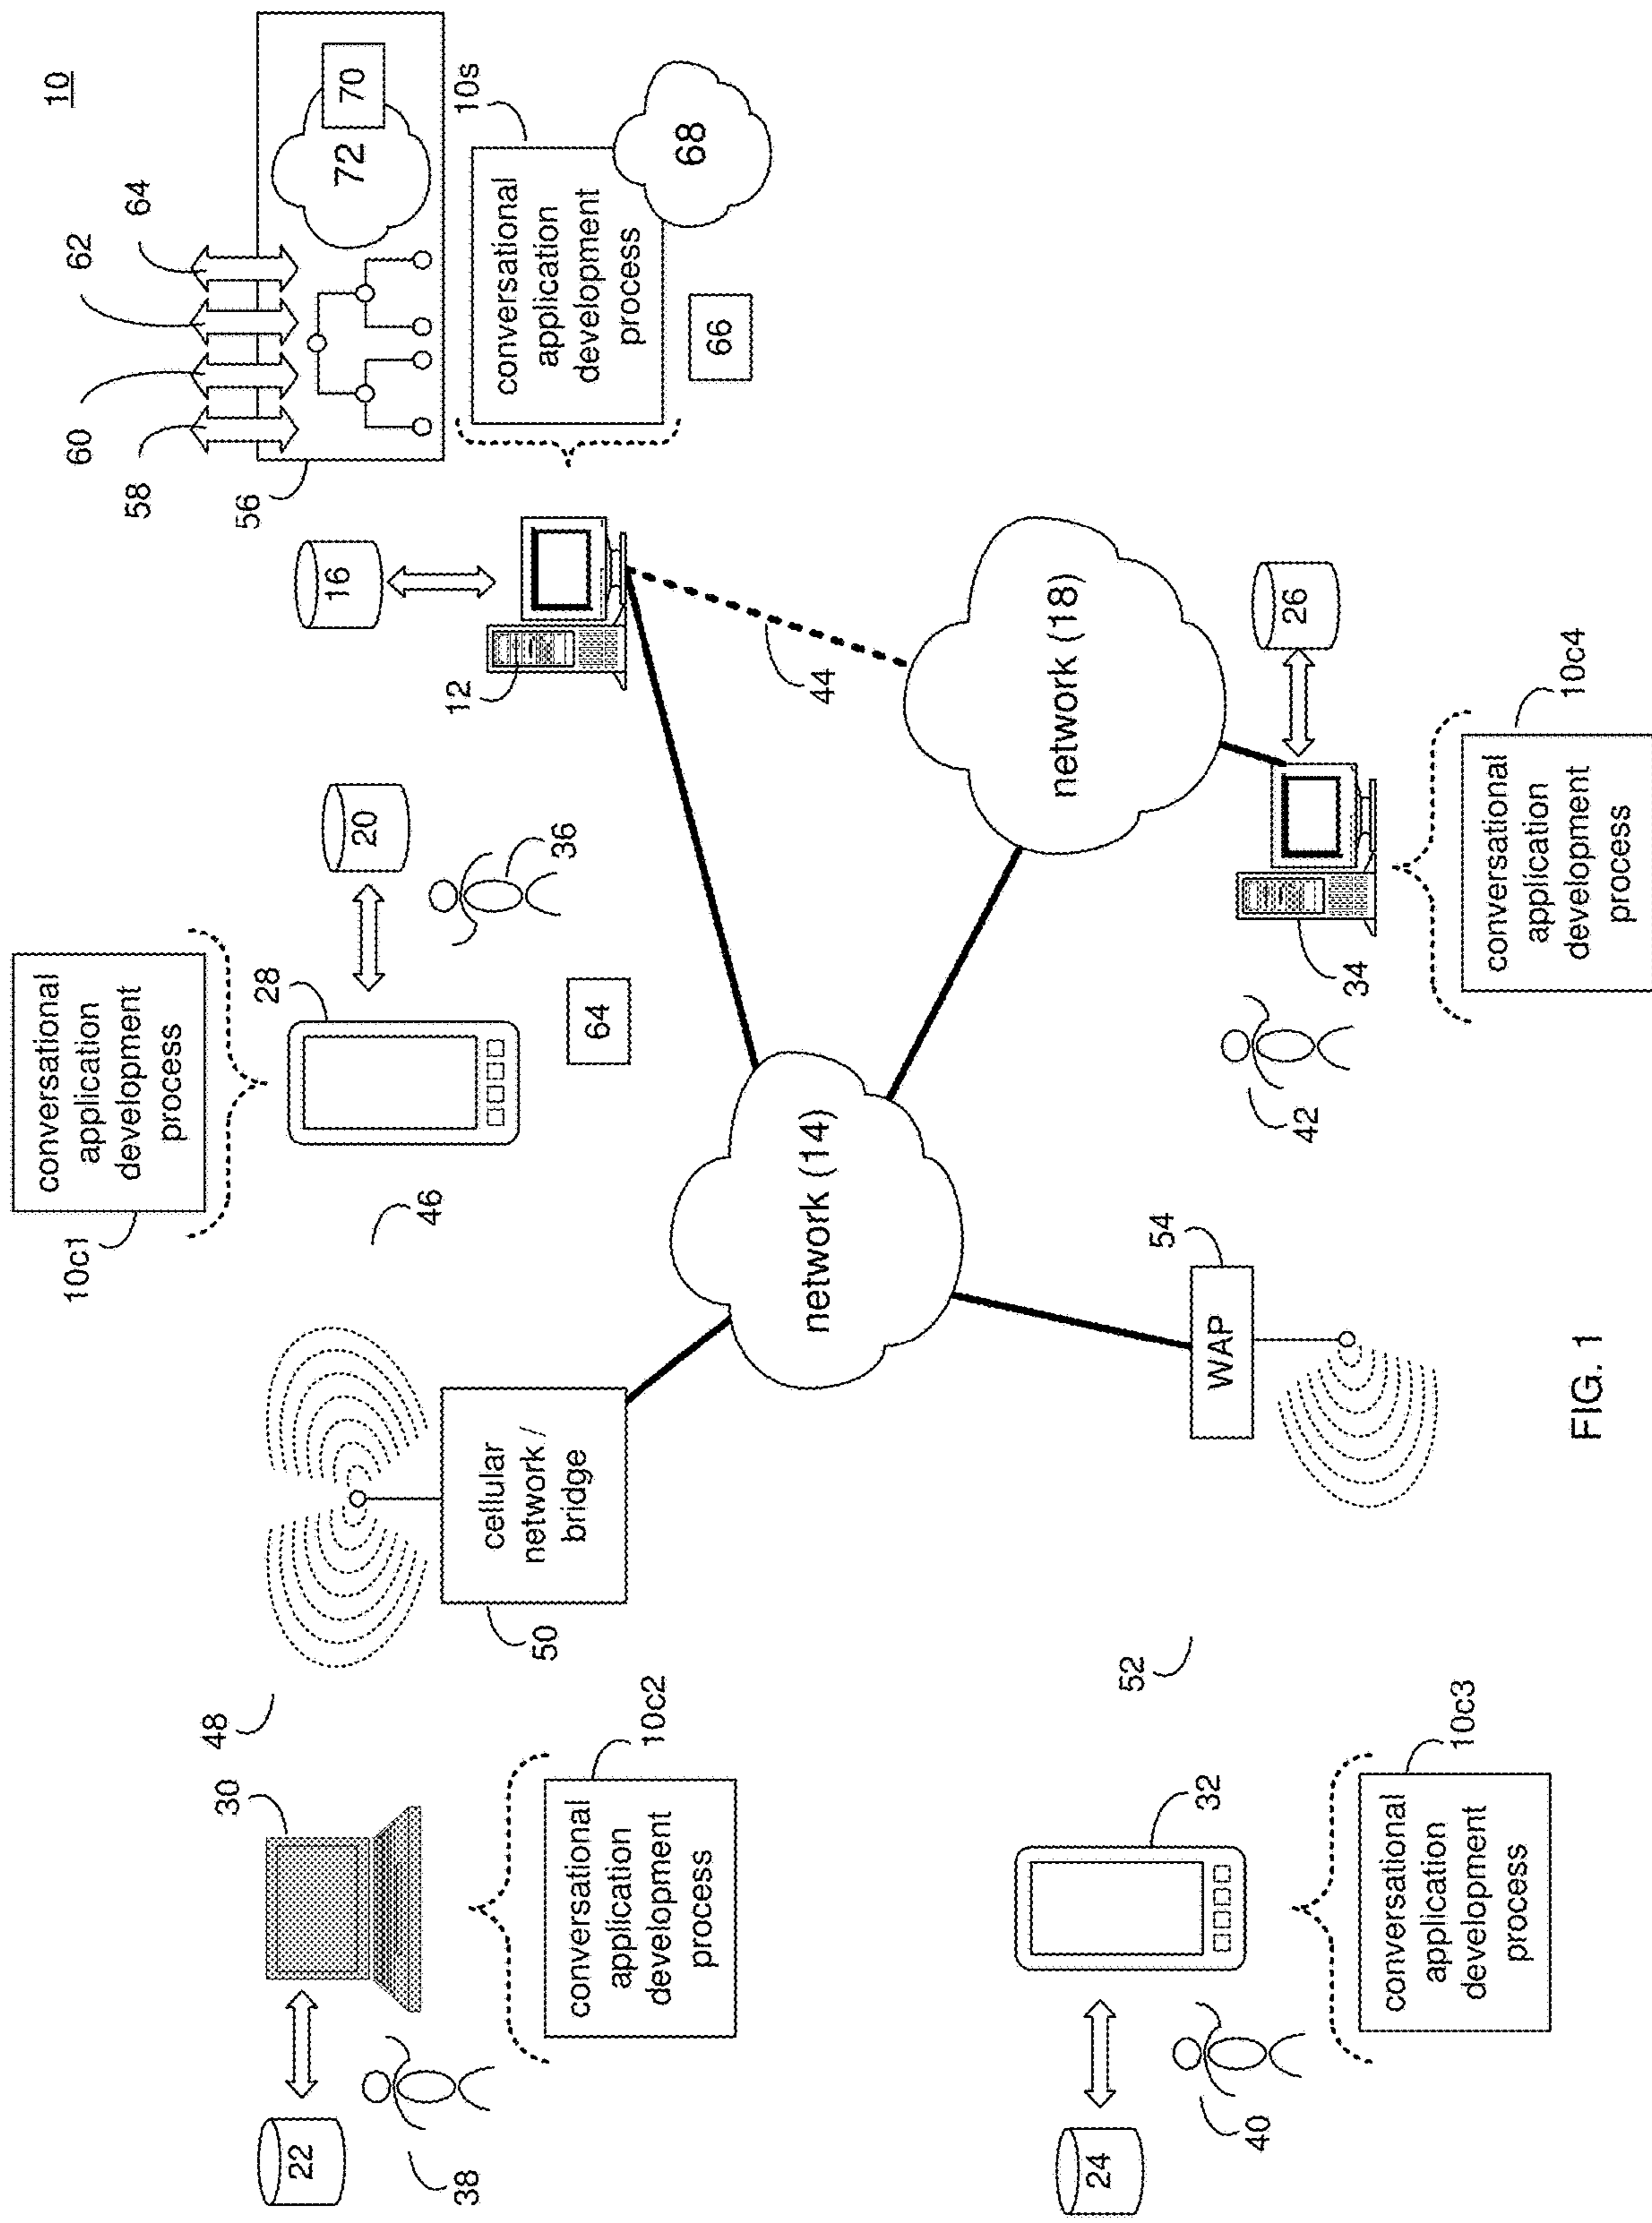 10
62
64
60
58
56
72
70
10s
conversational
application
development
process
68
66
16
12
44
network (18)
26
34
42
10c4
conversational
application
development
process
10c1
conversational
application
development
process
28
20
36
64
46
network (14)
48
50
cellular
network /
bridge
54
WAP
52
30
22
38
10c2
conversational
application
development
process
32
24
40
10c3
conversational
application
development
process
FIG. 1